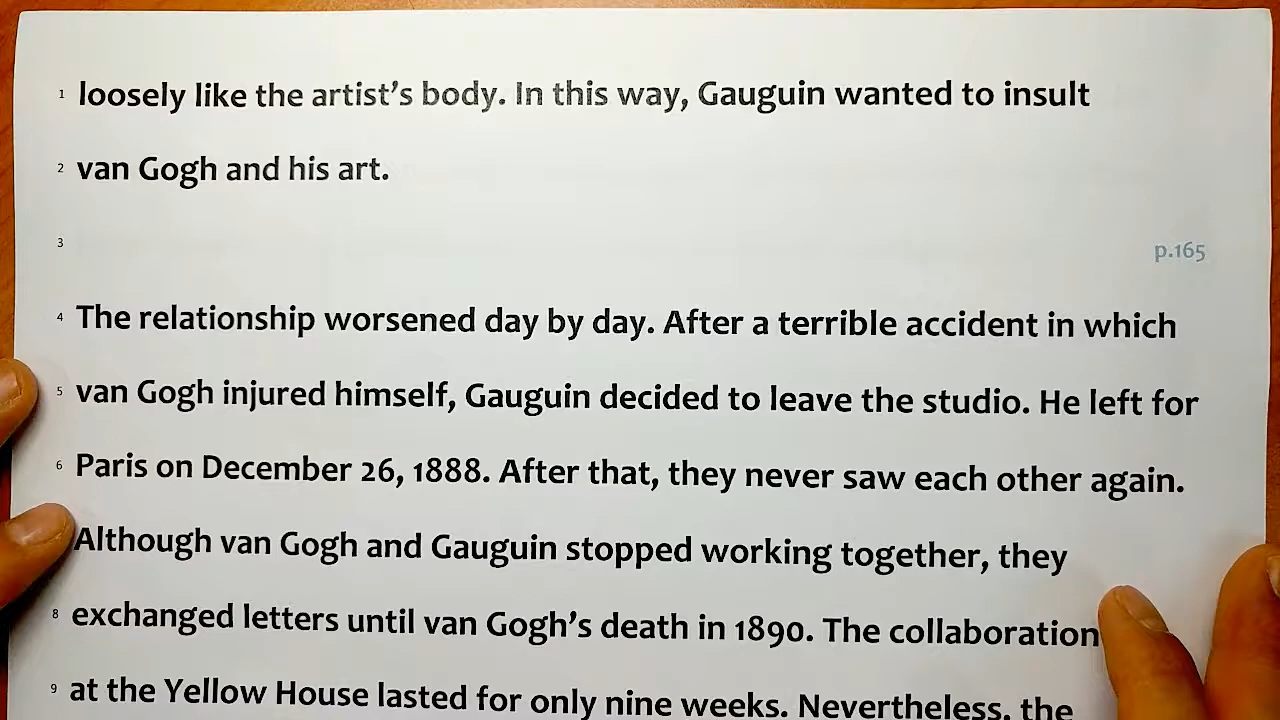 1 loosely like the artist’s body. In this way, Gauguin wanted to insult
2 van Gogh and his art.
3
p.165
4 The relationship worsened day by day. After a terrible accident in which
5 van Gogh injured himself, Gauguin decided to leave the studio. He left for
6 Paris on December 26, 1888. After that, they never saw each other again.
Although van Gogh and Gauguin stopped working together, they
8 exchanged letters until van Gogh’s death in 1890. The collaboration
9 at the Yellow House lasted for only nine weeks. Nevertheless, the